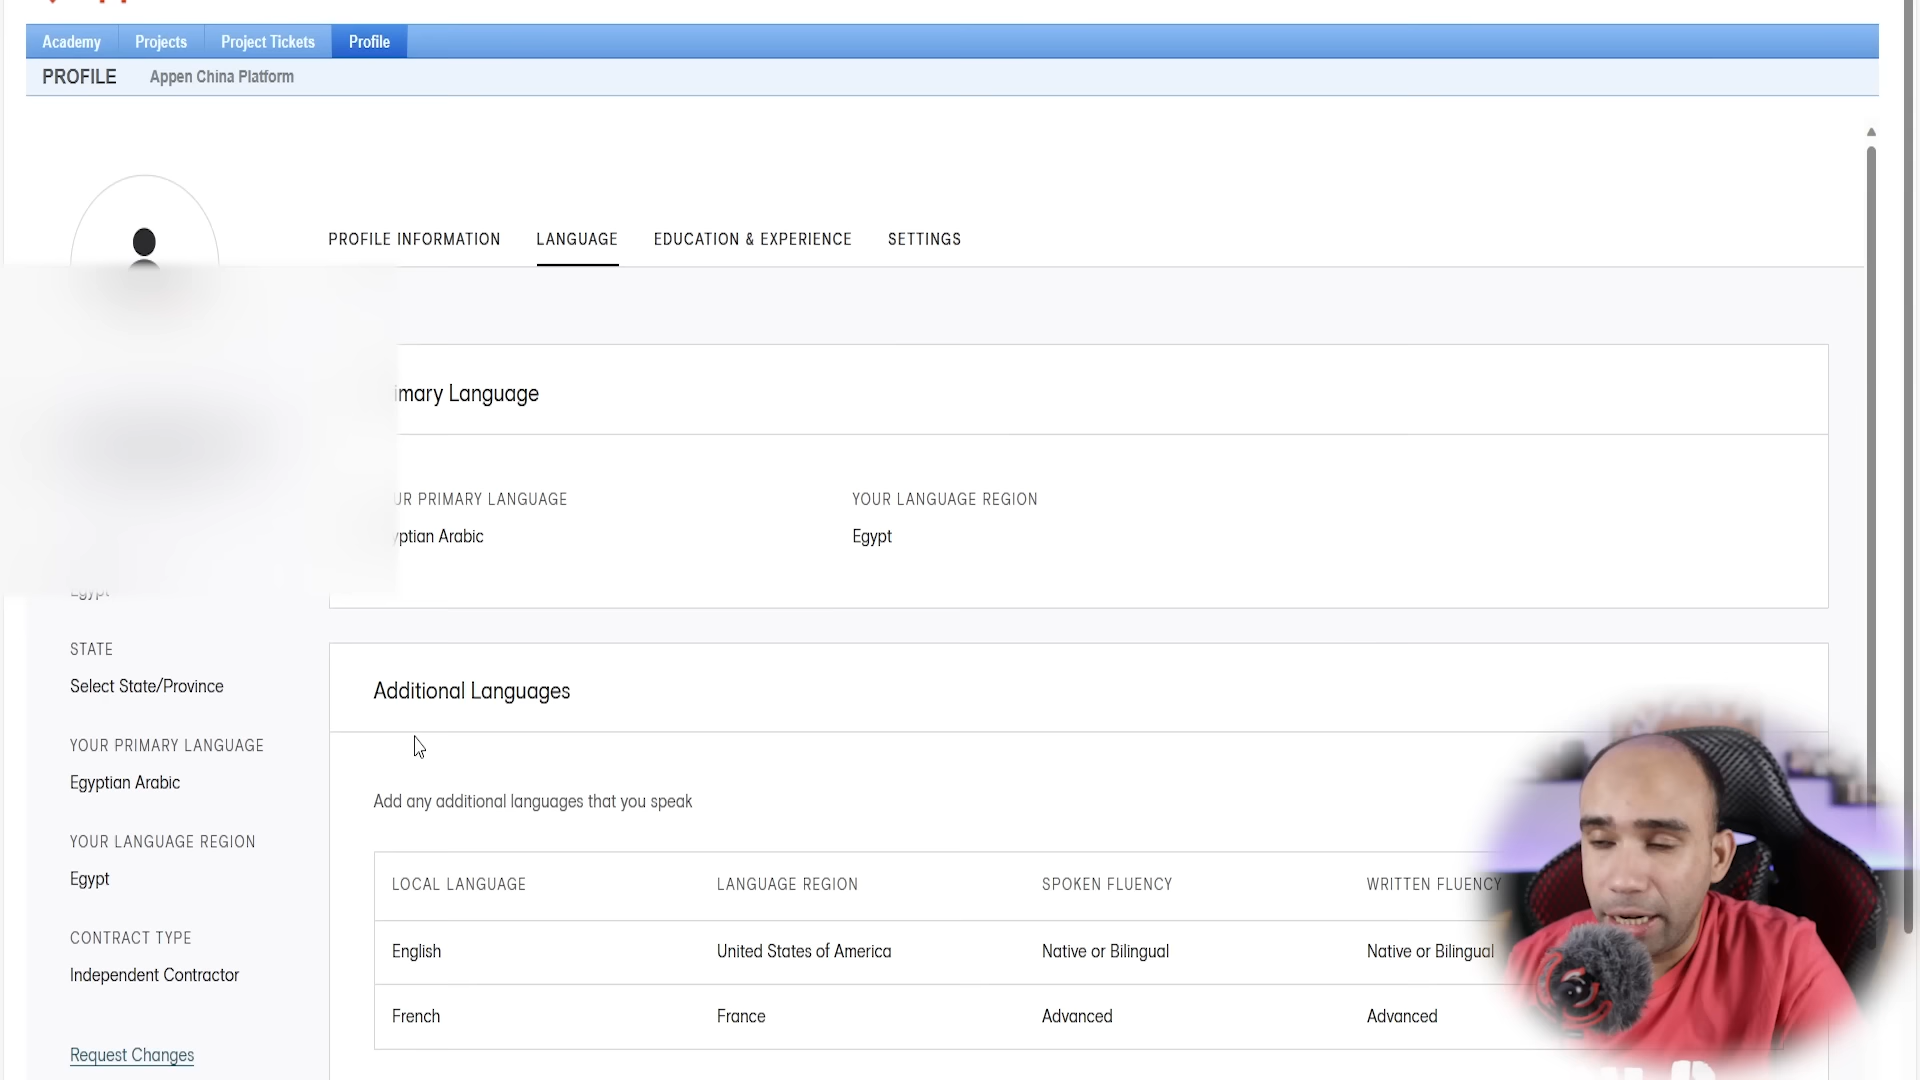 Academy Projects Project Tickets Profile
PROFILE Appen China Platform
PROFILE INFORMATION LANGUAGE EDUCATION & EXPERIENCE SETTINGS
imary Language
UR PRIMARY LANGUAGE YOUR LANGUAGE REGION
yptian Arabic Egypt
Egypt
STATE
Select State/Province
YOUR PRIMARY LANGUAGE
Egyptian Arabic
YOUR LANGUAGE REGION
Egypt
CONTRACT TYPE
Independent Contractor
Request Changes
Additional Languages
Add any additional languages that you speak
LOCAL LANGUAGE LANGUAGE REGION SPOKEN FLUENCY WRITTEN FLUENCY
English United States of America Native or Bilingual Native or Bilingual
French France Advanced Advanced